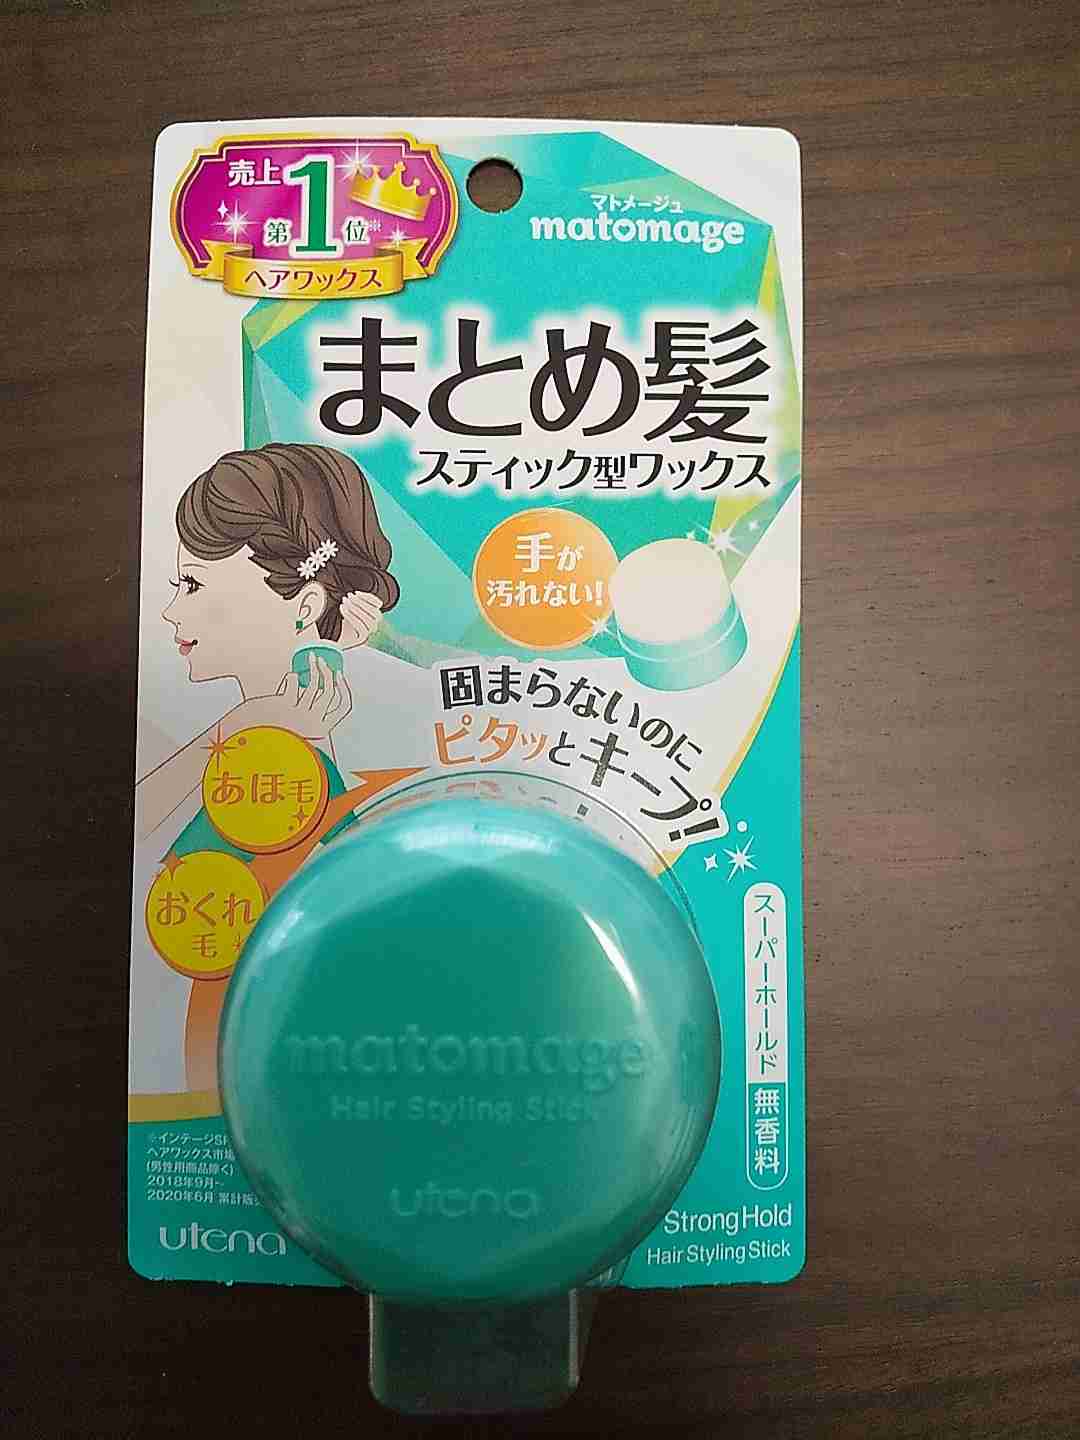 売上
第1位※
ヘアワックス
マトメージュ
matomage
まとめ髪
スティック型ワックス
手が
汚れない!
固まらないのに
ピタッとキープ!
あほ毛
おくれ
毛
スーパーホールド
無香料
matomage
Hair Styling Stick
utena
※インテージSR
ヘアワックス市場
(男性用商品除く)
2018年9月~
2020年6月 累計販
utena
Strong Hold
Hair Styling Stick